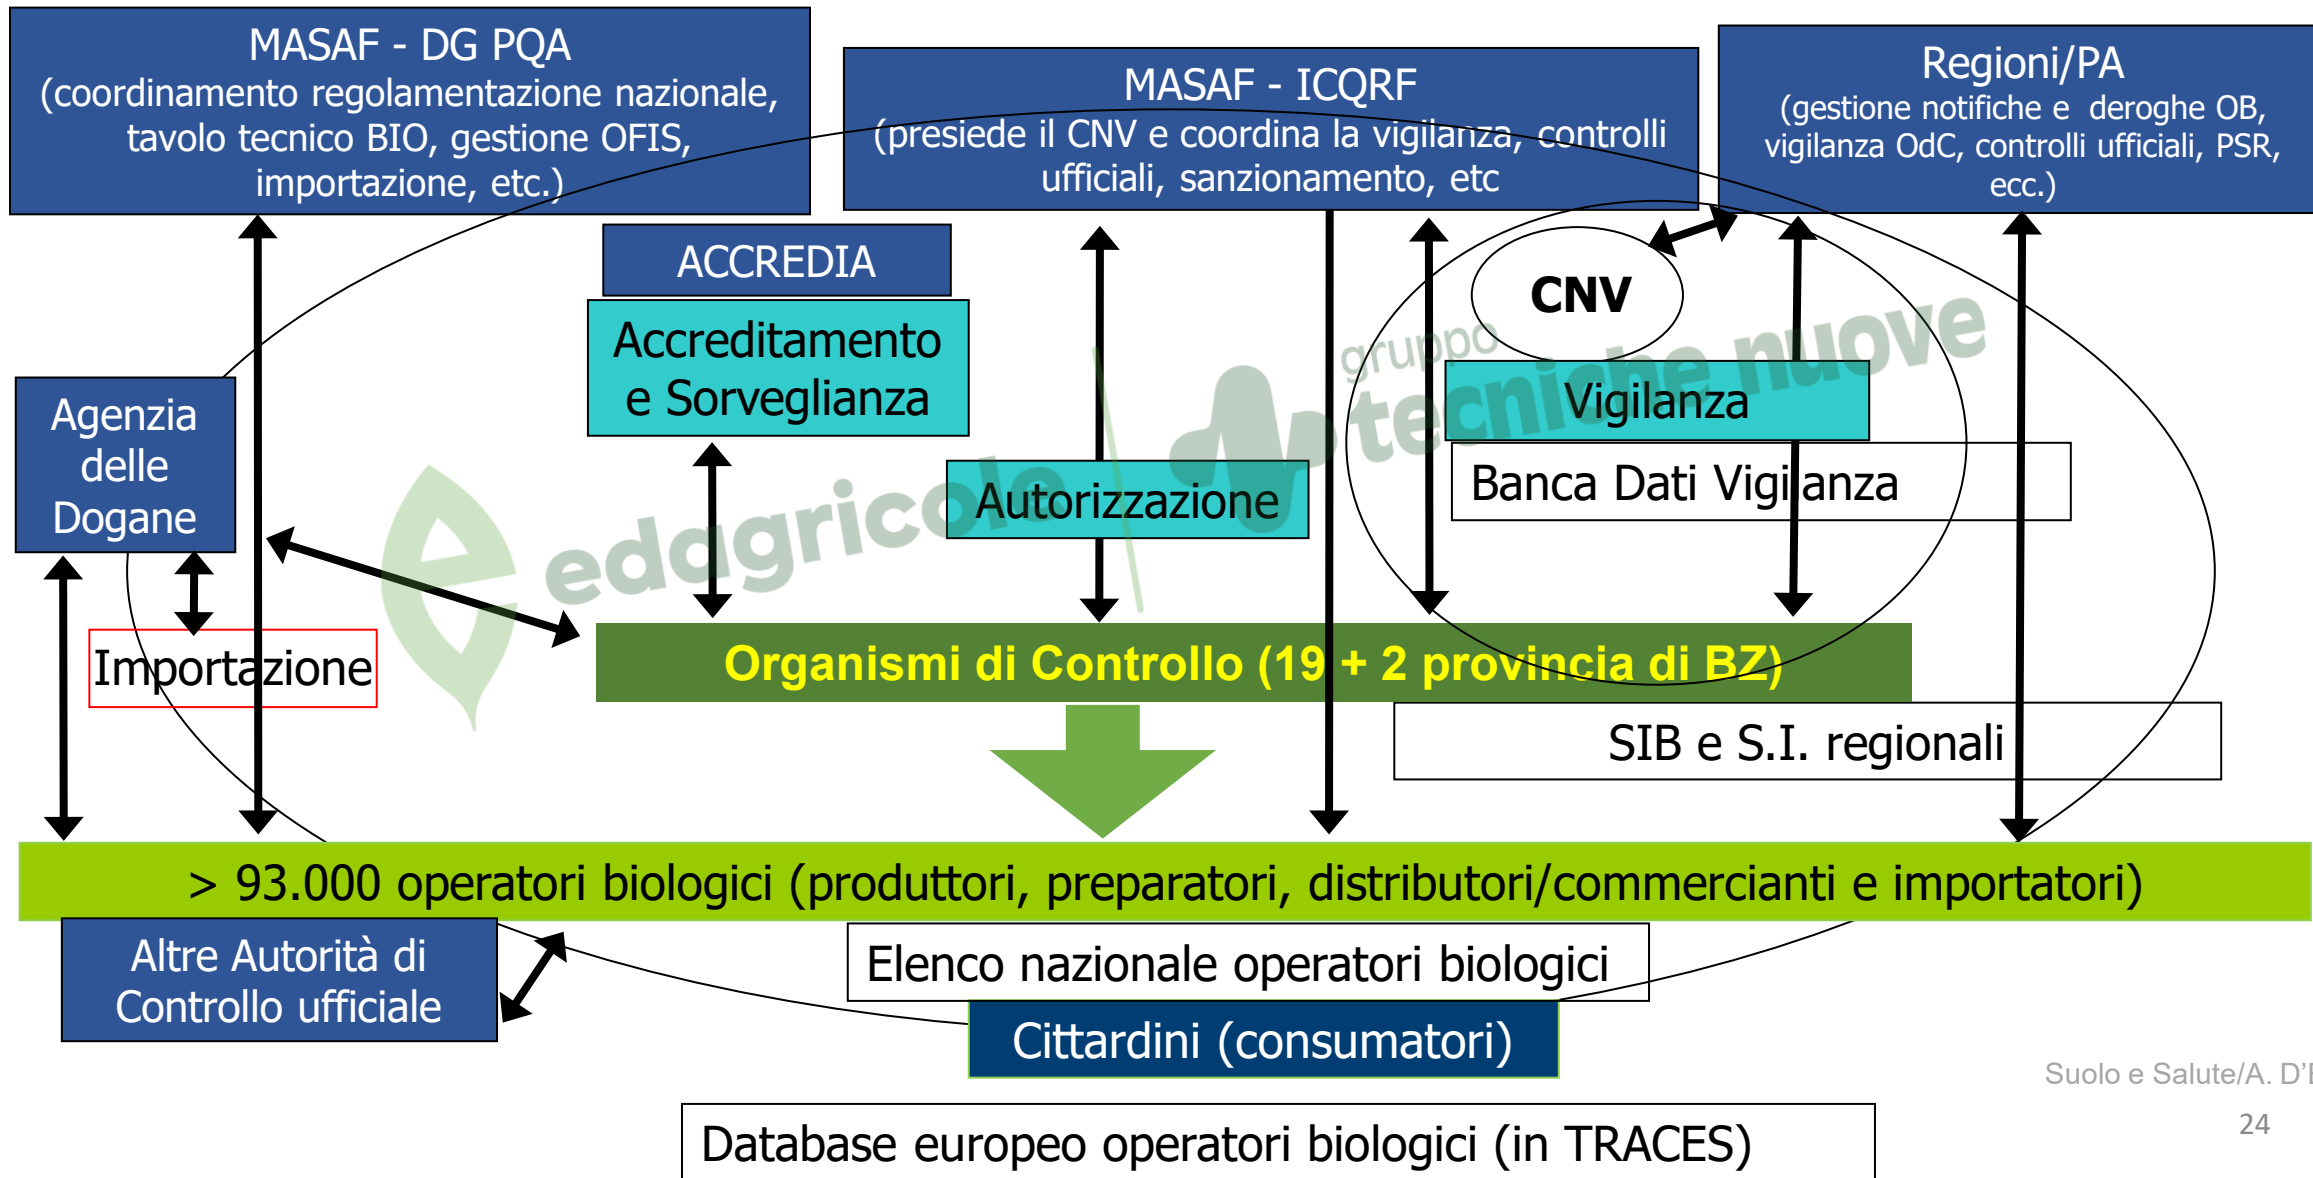 MASAF - DG PQA
(coordinamento regolamentazione nazionale,
tavolo tecnico BIO, gestione OFIS,
importazione, etc.)
MASAF - ICQRF
(presiede il CNV e coordina la vigilanza, controlli
ufficiali, sanzionamento, etc
Regioni/PA
(gestione notifiche e deroghe OB,
vigilanza OdC, controlli ufficiali, PSR,
ecc.)
ACCREDIA
Accreditamento
e Sorveglianza
CNV
gruppo
tecniche nuove
Vigilanza
Agenzia
delle
Dogane
edagricole
Autorizzazione
Banca Dati Vigilanza
Importazione
Organismi di Controllo (19 + 2 provincia di BZ)
SIB e S.I. regionali
> 93.000 operatori biologici (produttori, preparatori, distributori/commercianti e importatori)
Altre Autorità di
Controllo ufficiale
Elenco nazionale operatori biologici
Cittardini (consumatori)
Suolo e Salute/A. D'
24
Database europeo operatori biologici (in TRACES)